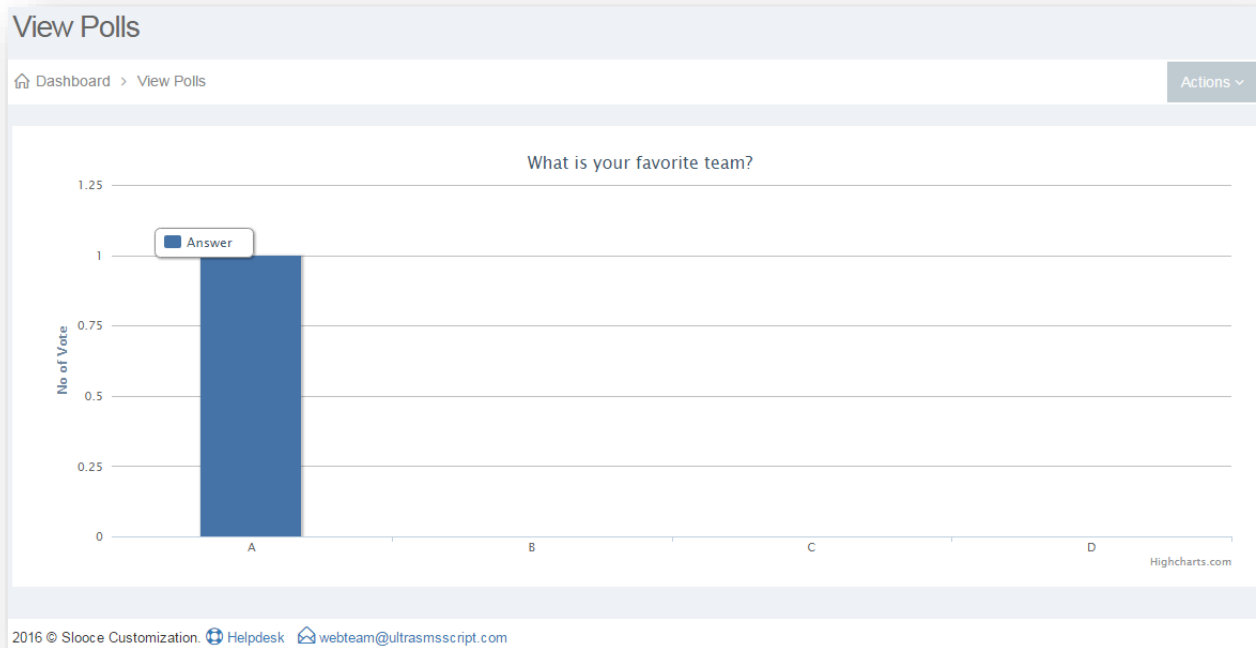 View Polls
Dashboard > View Polls
Actions
What is your favorite team?
1.25
Answer
1
0.75
No of Vote
0.5
0.25
0
A B C D
Highcharts.com
2016 © Slooce Customization. Helpdesk webteam@ultrasmsscript.com